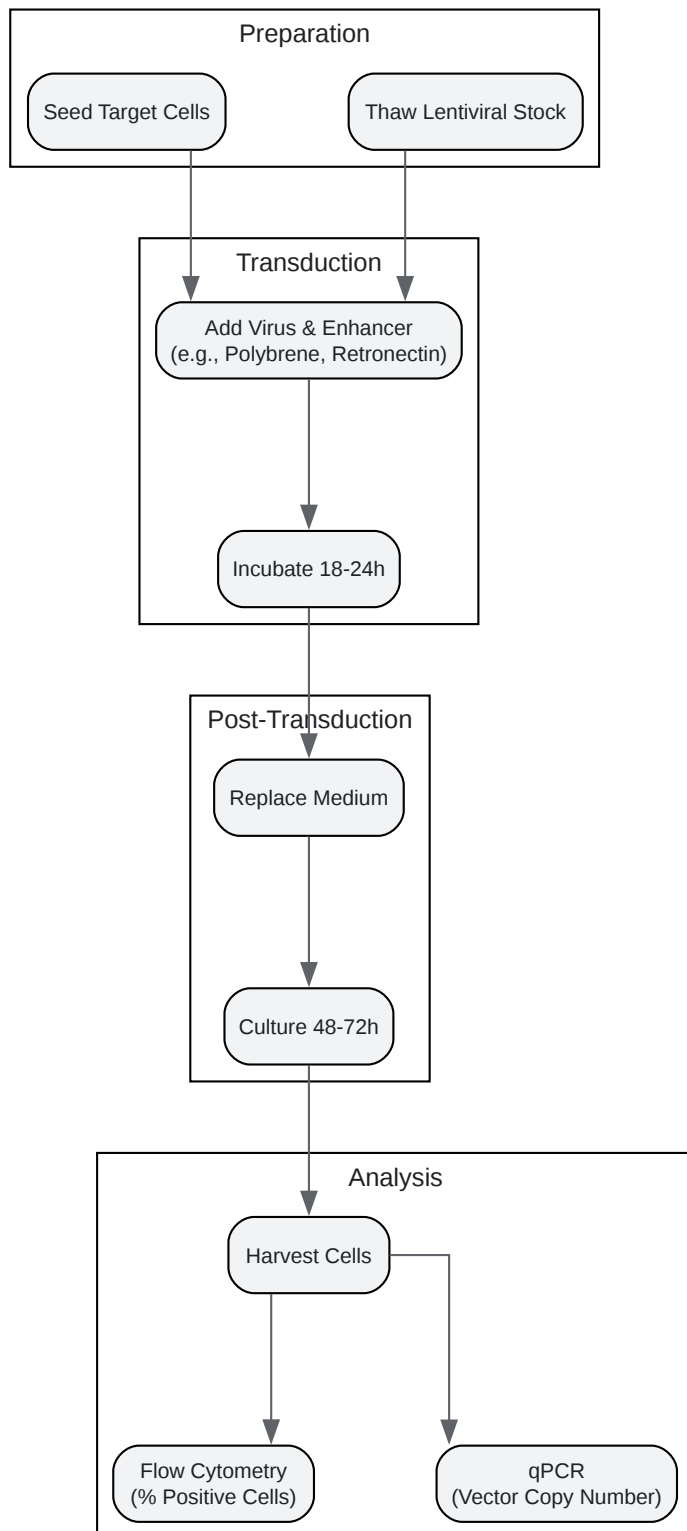 Preparation
Seed Target Cells
Thaw Lentiviral Stock
Transduction
Add Virus & Enhancer
(e.g., Polybrene, Retronectin)
Incubate 18-24h
Post-Transduction
Replace Medium
Culture 48-72h
Analysis
Harvest Cells
Flow Cytometry
(% Positive Cells)
qPCR
(Vector Copy Number)